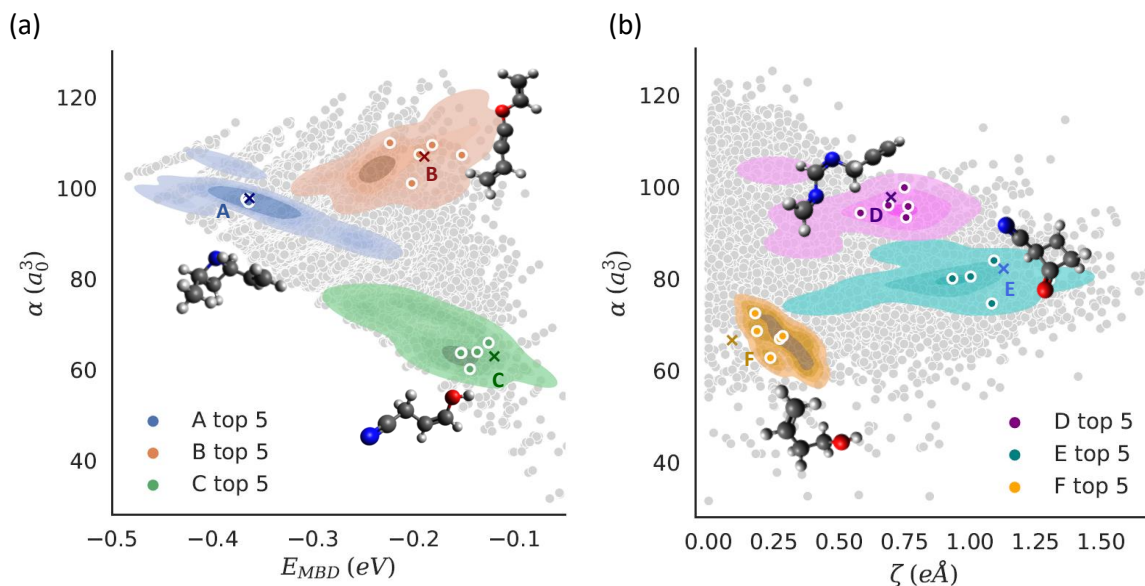 (a)
120
100
80
60
40
α (a₀³)
A
B
C
A top 5
B top 5
C top 5
−0.5
−0.4
−0.3
−0.2
−0.1
E_MBD (eV)
(b)
120
100
80
60
40
α (a₀³)
D
E
F
D top 5
E top 5
F top 5
0.00
0.25
0.50
0.75
1.00
1.25
1.50
ζ (eÅ)